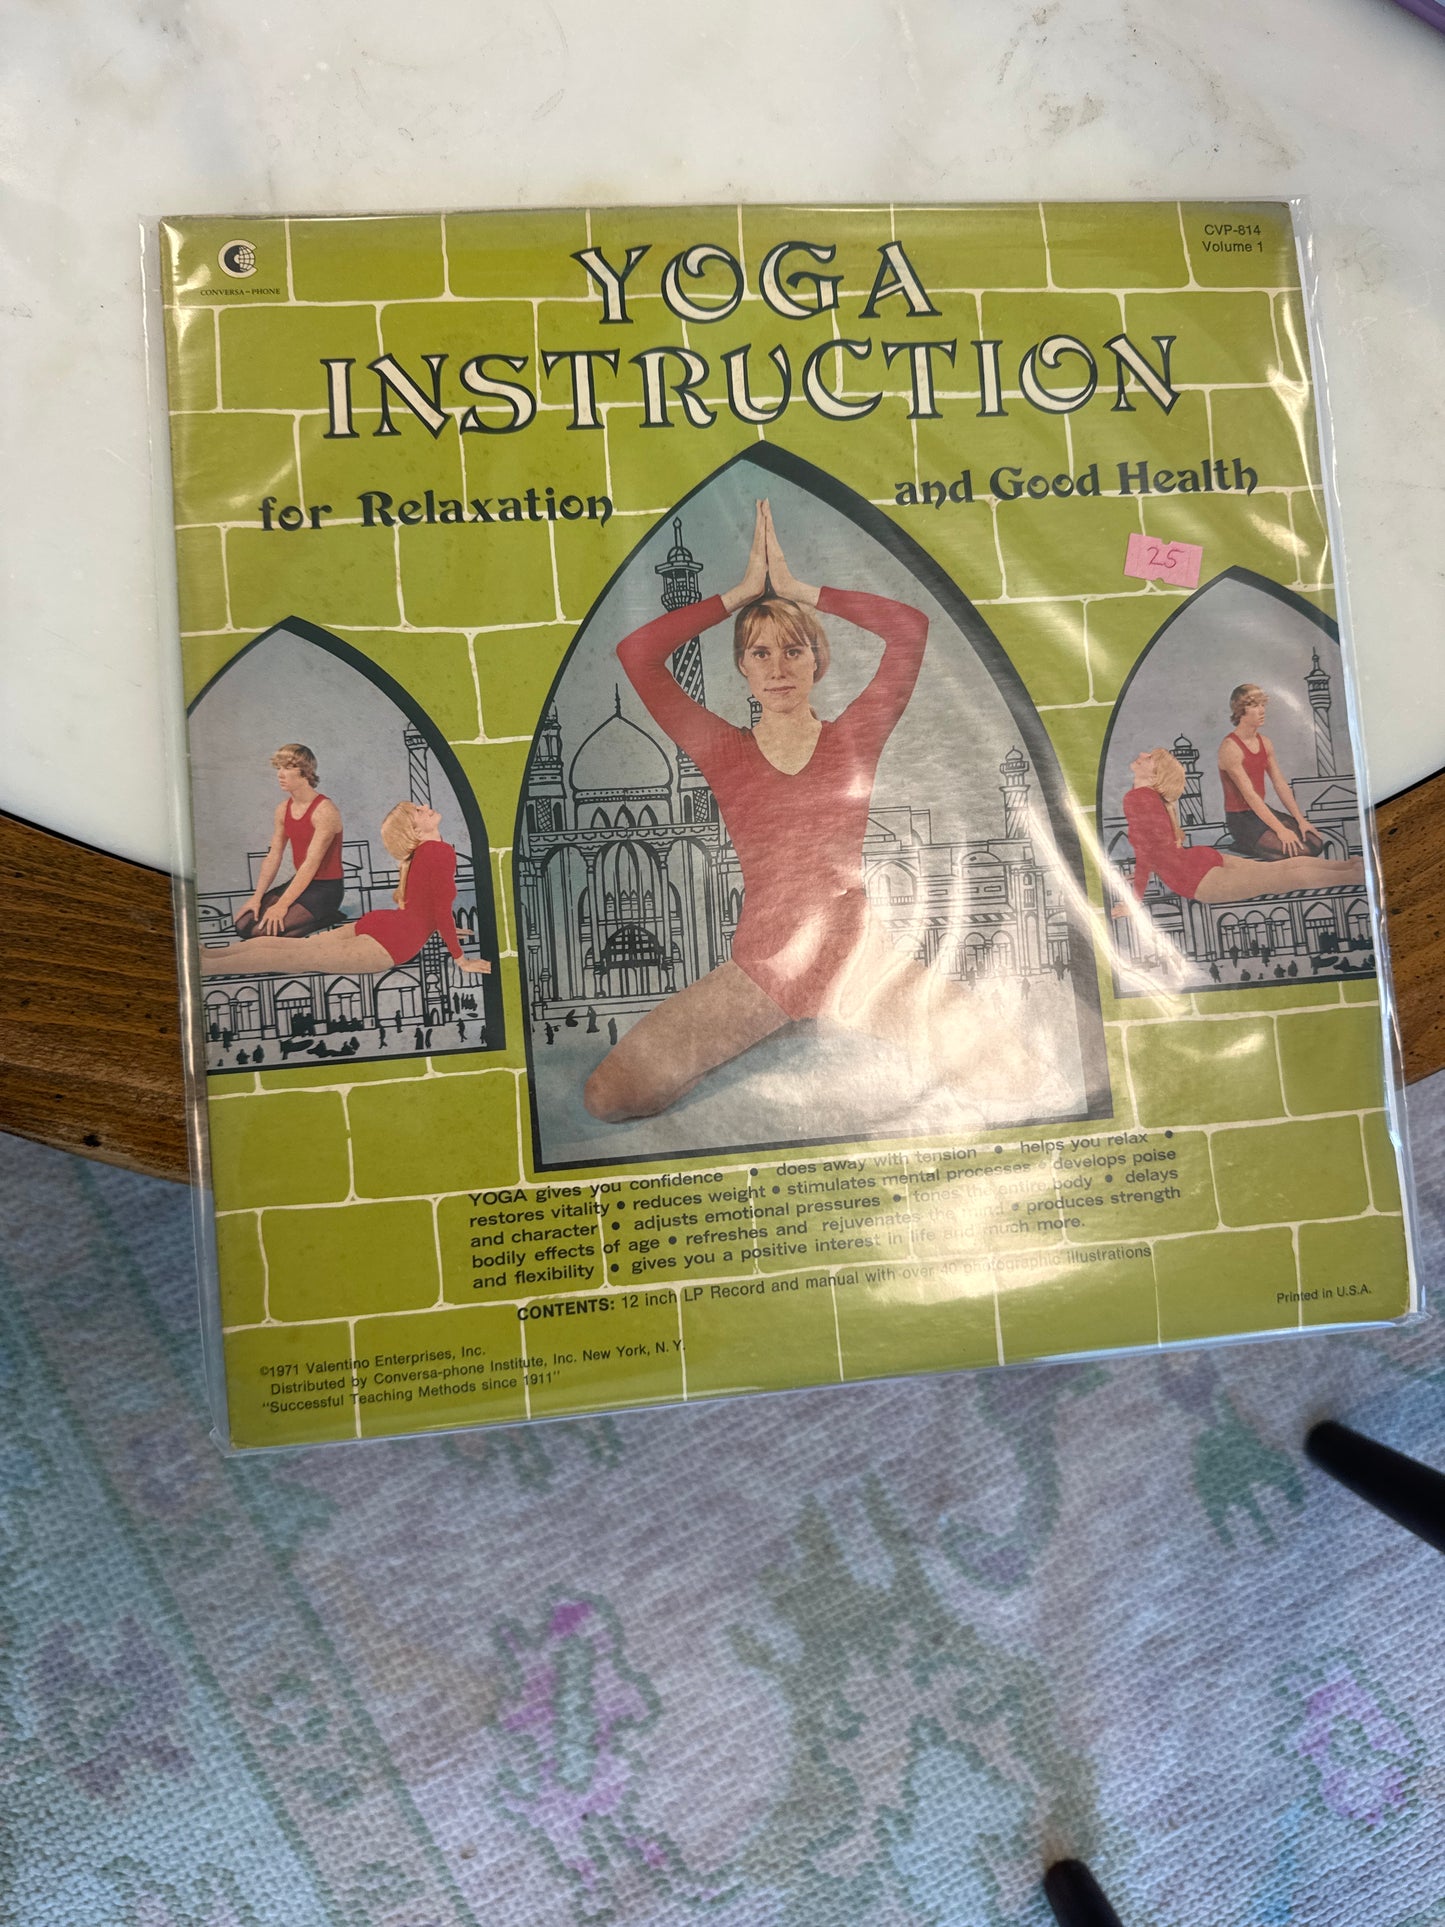 CONVERSA-PHONE
CVP-814
Volume 1
YOGA
INSTRUCTION
for Relaxation
and Good Health
25
YOGA gives you confidence • does away with tension • helps you relax •
restores vitality • reduces weight • stimulates mental processes • develops poise
and character • adjusts emotional pressures • tones the entire body • delays
bodily effects of age • refreshes and rejuvenates the mind • produces strength
and flexibility • gives you a positive interest in life and much more.
CONTENTS: 12 inch LP Record and manual with over 40 photographic illustrations
Printed in U.S.A.
©1971 Valentino Enterprises, Inc.
Distributed by Conversa-phone Institute, Inc. New York, N.Y.
"Successful Teaching Methods since 1911"